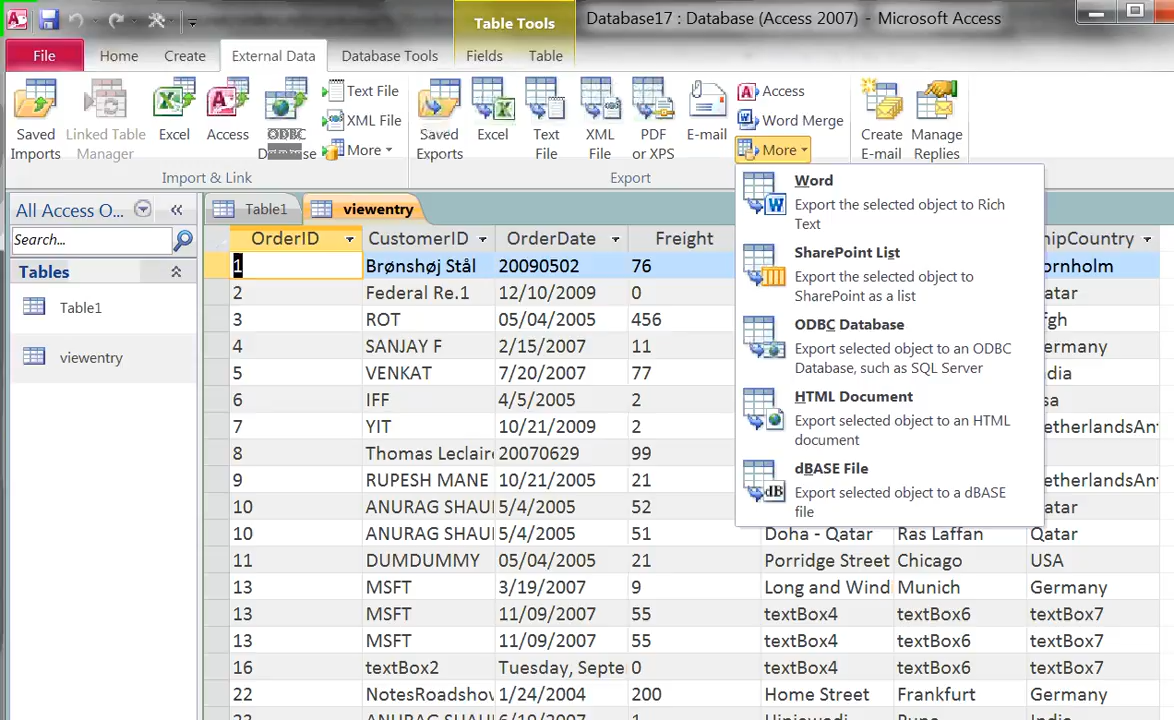 Table Tools
Database17 : Database (Access 2007) - Microsoft Access
File Home Create External Data Database Tools Fields Table
Saved Imports
Linked Table Manager
Excel
Access
ODBC
Text File
XML File
More
Import & Link
Saved Exports
Excel
Text File
XML File
PDF or XPS
E-mail
Access
Word Merge
More
Export
Create E-mail
Manage Replies
All Access O...
Search...
Tables
Table1
viewentry
Table1 viewentry
Word
Export the selected object to Rich
Text
SharePoint List
Export the selected object to
SharePoint as a list
ODBC Database
Export selected object to an ODBC
Database, such as SQL Server
HTML Document
Export selected object to an HTML
document
dBASE File
Export selected object to a dBASE
file
OrderID CustomerID OrderDate Freight hipCountry
1 Brønshøj Stål 20090502 76 ornholm
2 Federal Re.1 12/10/2009 0 atar
3 ROT 05/04/2005 456 fgh
4 SANJAY F 2/15/2007 11 ermany
5 VENKAT 7/20/2007 77 dia
6 IFF 4/5/2005 2 sa
7 YIT 10/21/2009 2 etherlandsAnt
8 Thomas Leclaire 20070629 99
9 RUPESH MANE 10/21/2005 21 etherlandsAnt
10 ANURAG SHAU 5/4/2005 52 atar
10 ANURAG SHAU 5/4/2005 51 Doha - Qatar Ras Laffan Qatar
11 DUMDUMMY 05/04/2005 21 Porridge Street Chicago USA
13 MSFT 3/19/2007 9 Long and Wind Munich Germany
13 MSFT 11/09/2007 55 textBox4 textBox6 textBox7
13 MSFT 11/09/2007 55 textBox4 textBox6 textBox7
16 textBox2 Tuesday, Septe 0 textBox4 textBox6 textBox7
22 NotesRoadshov 1/24/2004 200 Home Street Frankfurt Germany